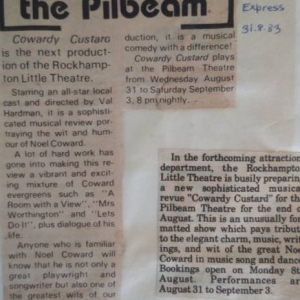 the Pilbeam
Express
31.8.83
Cowardy Custard
is the next product-
ion of the Rockhamp-
ton Little Theatre.
Starring an all-star local
cast and directed by Val
Hardman, it is a sophisti-
cated musical review por-
traying the wit and hum-
our of Noel Coward.
A lot of hard work has
gone into making this re-
view a vibrant and excit-
ing mixture of Coward
evergreens such as "A
Room with a View", "Mrs
Worthington" and "Lets
Do It", plus dialogue of his
life.
Anyone who is familiar
with Noel Coward will
know that he is not only a
great playwright and
songwriter but also one of
the greatest wits of our
duction, it is a musical
comedy with a difference!
Cowardy Custard plays
at the Pilbeam Theatre
from Wednesday August
31 to Saturday September
3, 8 pm nightly.
In the forthcoming attraction
department, the Rockhampto
Little Theatre is busily preparin
a new sophisticated musica
revue "Cowardy Custard" for th
Pilbeam Theatre for the end o
August. This is an unusually for
matted show which pays tribut
to the elegant charm, music, writ
ings, and wit of the great Noe
Coward in music song and dance
Bookings open on Monday 8th
August. Performances ar
August 31 to September 3.